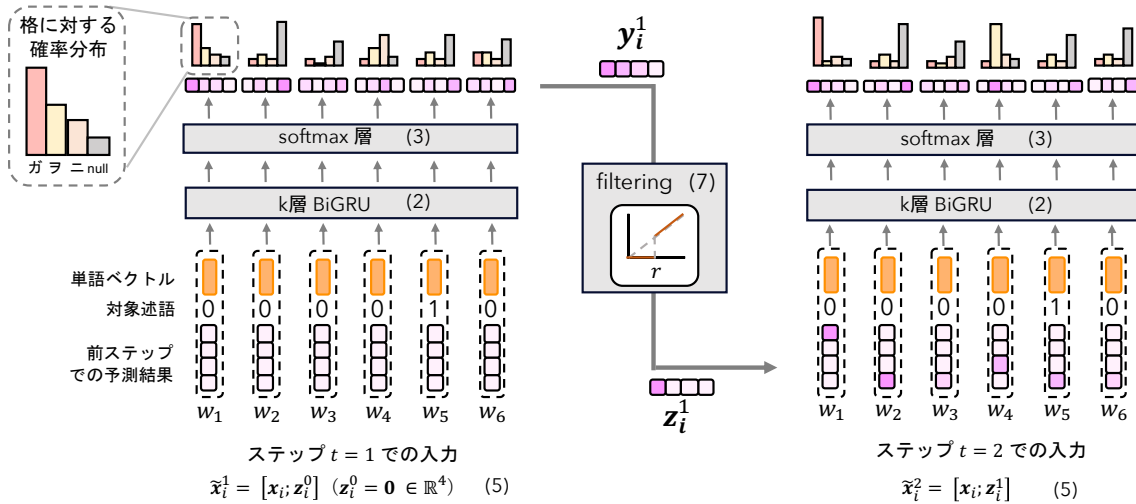 格に対する
確率分布
ガ ヲ ニ null
softmax 層 (3)
k層 BiGRU (2)
単語ベクトル
対象述語
0 0 0 0 1 0
前ステップ
での予測結果
w₁ w₂ w₃ w₄ w₅ w₆
ステップ t = 1 での入力
x̃ᵢ¹ = [xᵢ; zᵢ⁰] (zᵢ⁰ = 0 ∈ ℝ⁴) (5)
yᵢ¹
filtering (7)
r
zᵢ¹
softmax 層 (3)
k層 BiGRU (2)
0 0 0 0 1 0
w₁ w₂ w₃ w₄ w₅ w₆
ステップ t = 2 での入力
x̃ᵢ² = [xᵢ; zᵢ¹] (5)